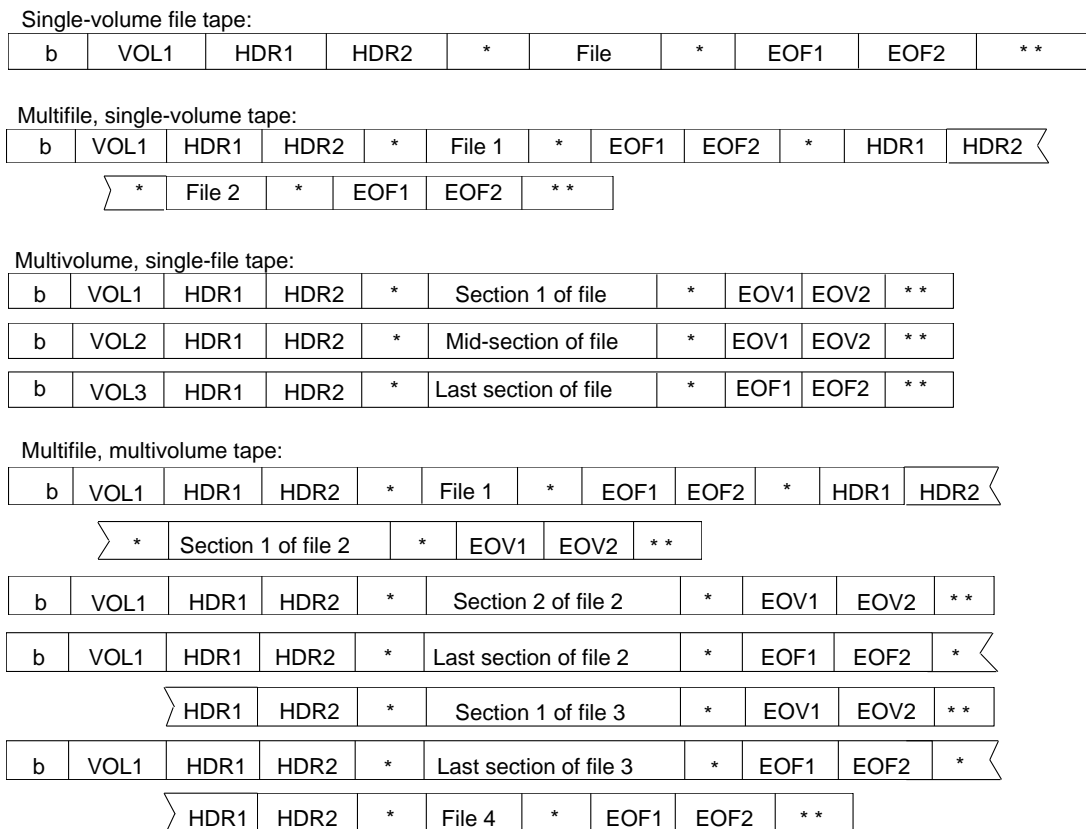 Single-volume file tape:
b VOL1 HDR1 HDR2 * File * EOF1 EOF2 * *
Multifile, single-volume tape:
b VOL1 HDR1 HDR2 * File 1 * EOF1 EOF2 * HDR1 HDR2
* File 2 * EOF1 EOF2 * *
Multivolume, single-file tape:
b VOL1 HDR1 HDR2 * Section 1 of file * EOV1 EOV2 * *
b VOL2 HDR1 HDR2 * Mid-section of file * EOV1 EOV2 * *
b VOL3 HDR1 HDR2 * Last section of file * EOF1 EOF2 * *
Multifile, multivolume tape:
b VOL1 HDR1 HDR2 * File 1 * EOF1 EOF2 * HDR1 HDR2
* Section 1 of file 2 * EOV1 EOV2 * *
b VOL1 HDR1 HDR2 * Section 2 of file 2 * EOV1 EOV2 * *
b VOL1 HDR1 HDR2 * Last section of file 2 * EOF1 EOF2 *
HDR1 HDR2 * Section 1 of file 3 * EOV1 EOV2 * *
b VOL1 HDR1 HDR2 * Last section of file 3 * EOF1 EOF2 *
HDR1 HDR2 * File 4 * EOF1 EOF2 * *